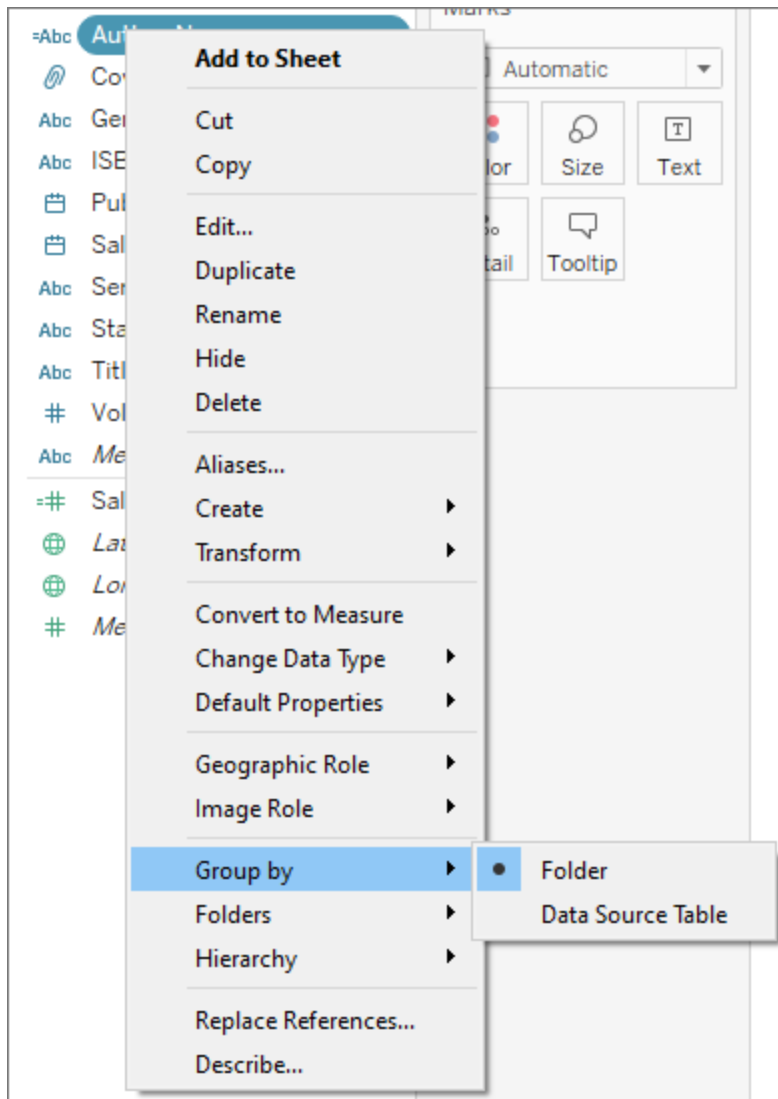 Marks
=Abc
Add to Sheet
Automatic
Cut
Abc
Copy
Size
Text
Abc
Edit...
Duplicate
Tooltip
Abc
Rename
Abc
Hide
Abc
Delete
Abc
Aliases...
Create
Transform
Convert to Measure
Change Data Type
Default Properties
Geographic Role
Image Role
Group by
Folder
Folders
Data Source Table
Hierarchy
Replace References...
Describe...